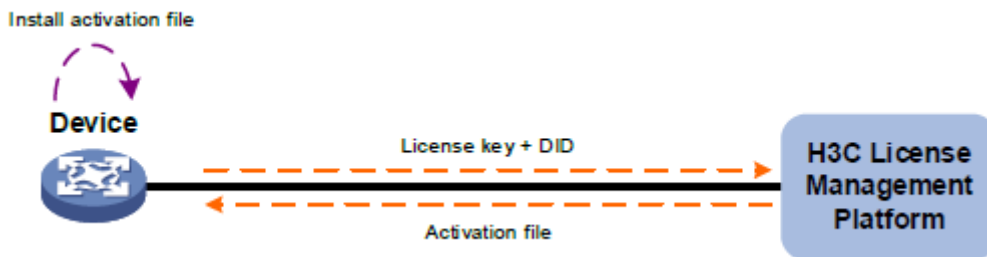 Install activation file
Device
License key + DID
H3C License
Management
Platform
Activation file